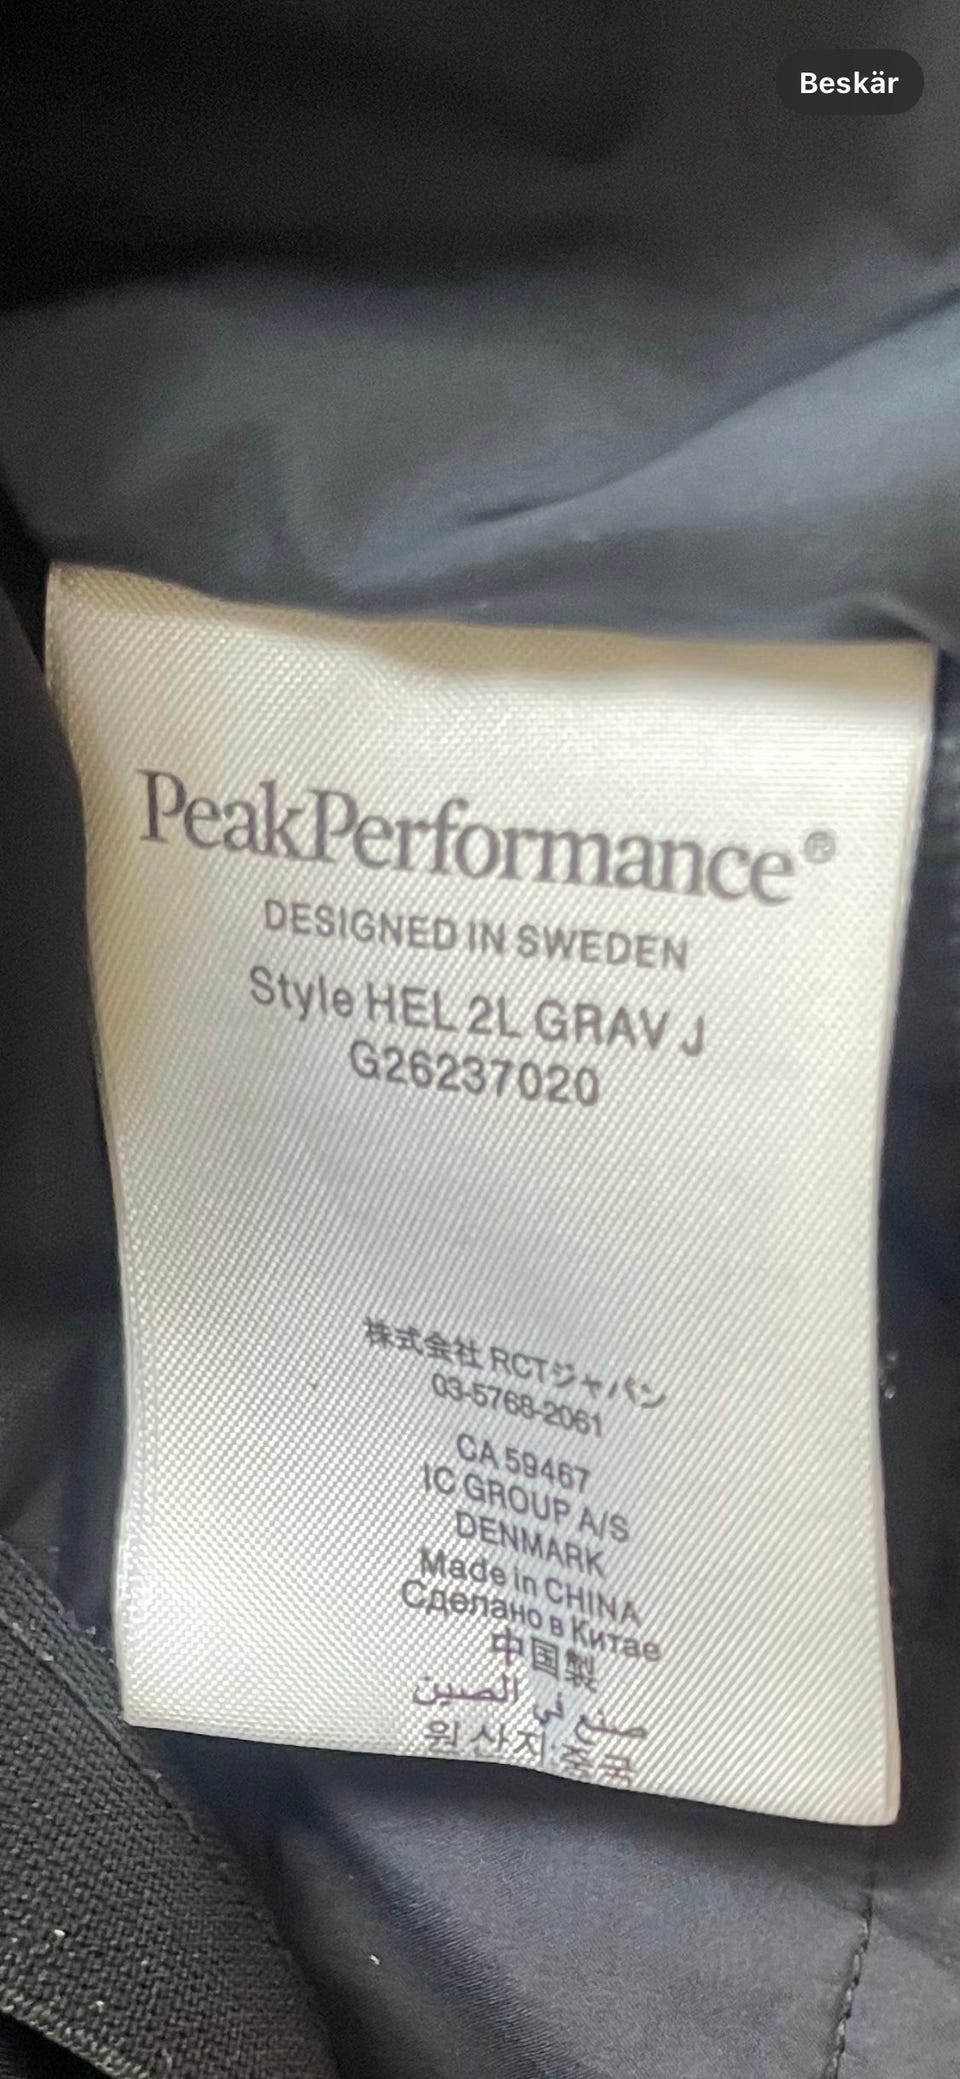 Beskär
PeakPerformance®
DESIGNED IN SWEDEN
Style HEL 2L GRAV J
G26237020
株式会社 RCTジャパン
03-5768-2061
CA 59467
IC GROUP A/S
DENMARK
Made in CHINA
Сделано в Китае
中国製
صنع في الصين
원산지:중국